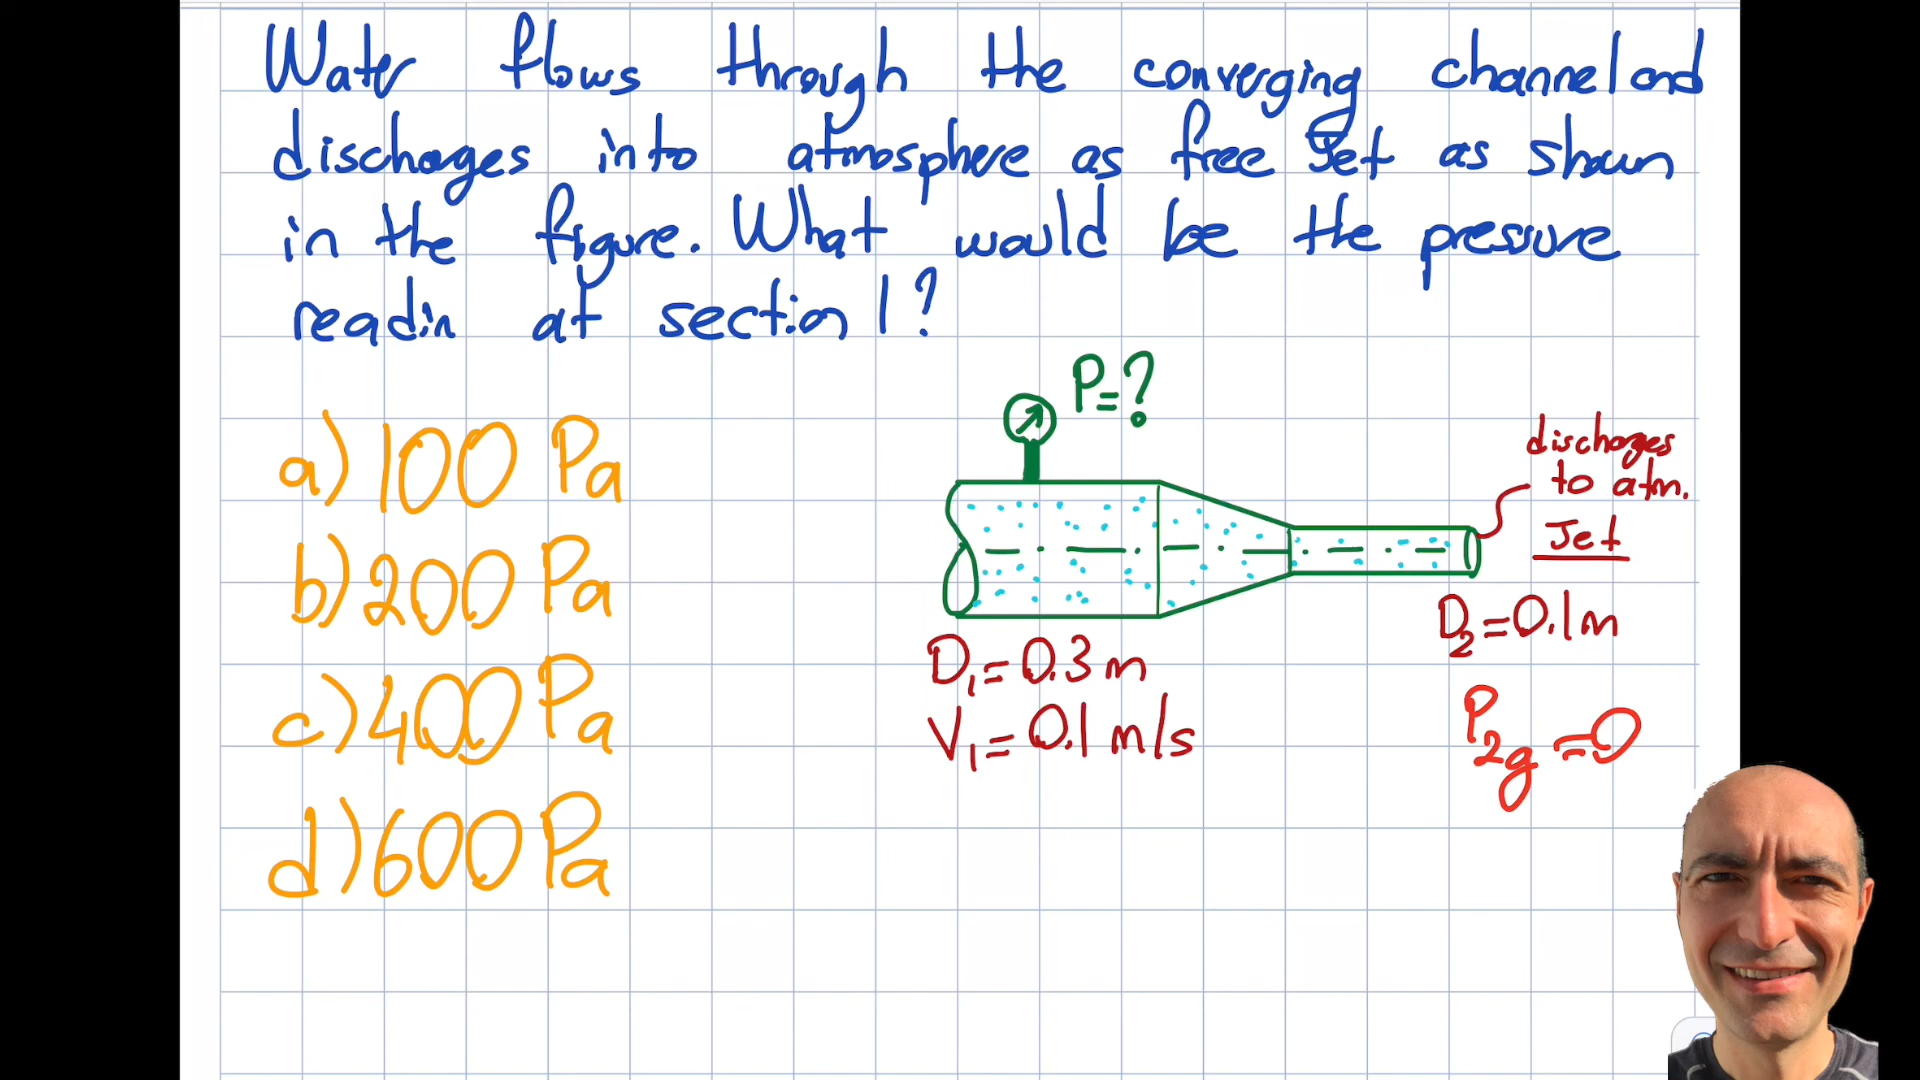 Water flows through the converging channel and
discharges into atmosphere as free Jet as shown
in the figure. What would be the pressure
readin at section 1?
P=?
a) 100 Pa
b) 200 Pa
c) 400 Pa
d) 600 Pa
discharges
to atm.
Jet
D₂=0.1m
D₁=0.3m
V₁=0.1 m/s
P₂g=0